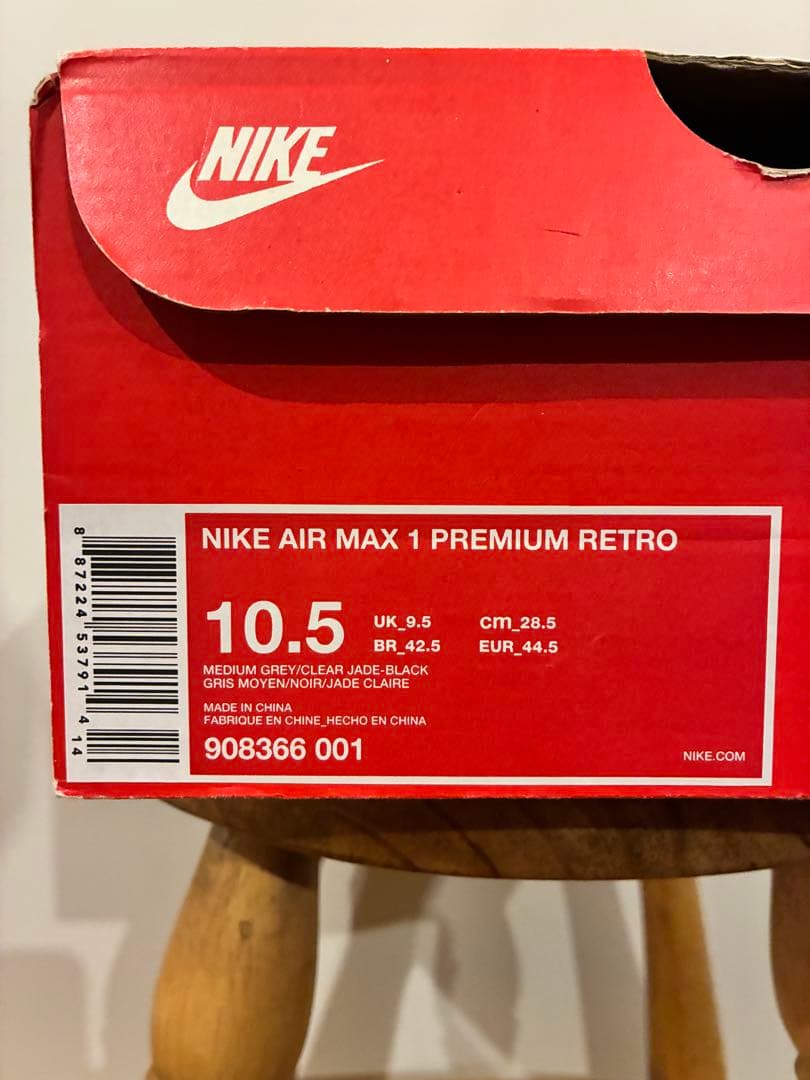 NIKE
NIKE AIR MAX 1 PREMIUM RETRO
10.5
UK_9.5 cm_28.5
BR_42.5 EUR_44.5
MEDIUM GREY/CLEAR JADE-BLACK
GRIS MOYEN/NOIR/JADE CLAIRE
MADE IN CHINA
FABRIQUE EN CHINE_HECHO EN CHINA
908366 001
NIKE.COM
8 87224 53791 4 14